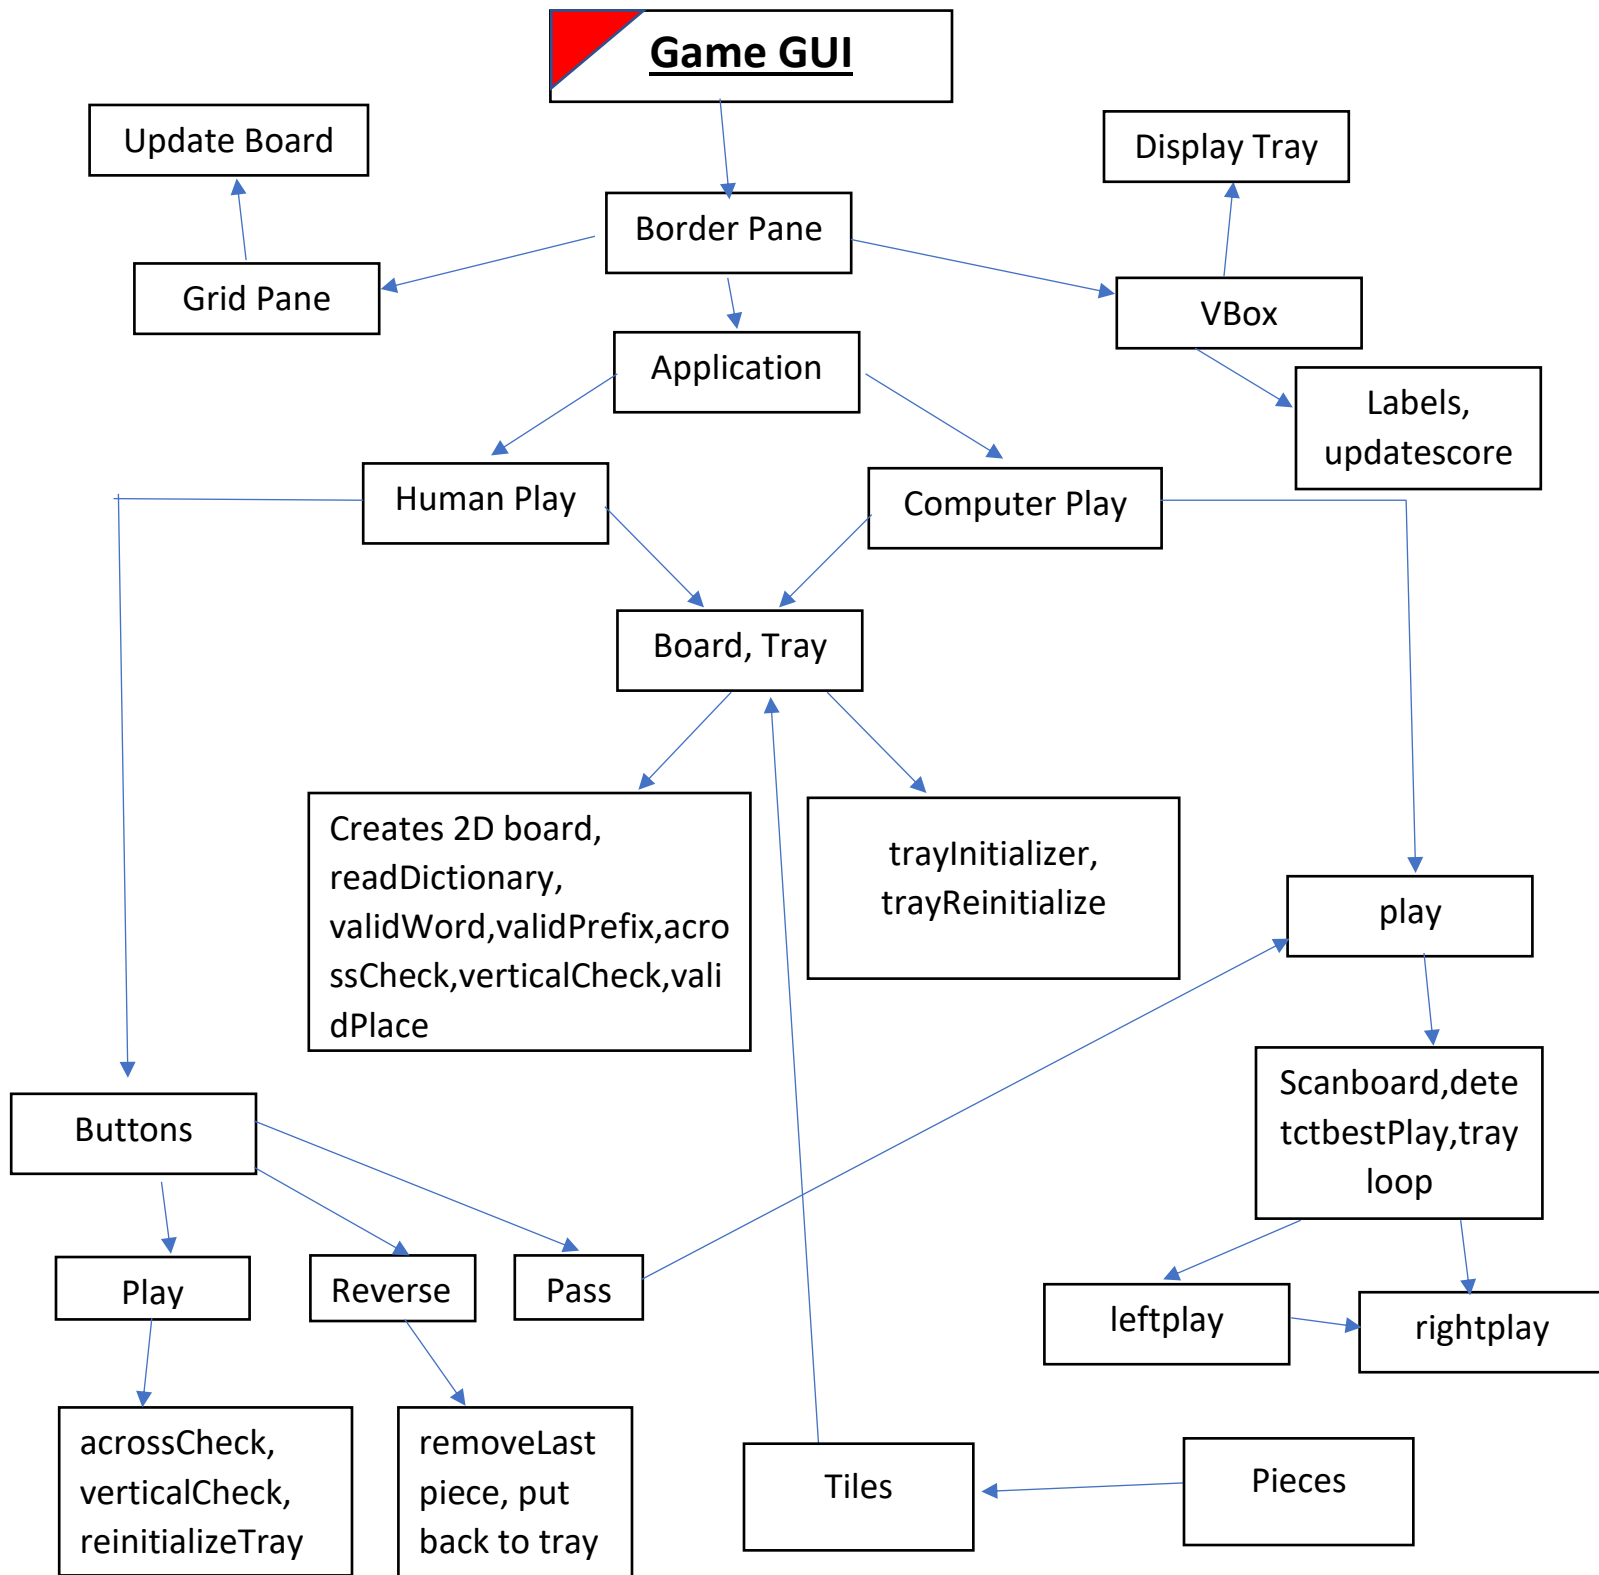 Game GUI
Update Board
Display Tray
Border Pane
Grid Pane
VBox
Application
Labels,
updatescore
Human Play
Computer Play
Board, Tray
Creates 2D board,
readDictionary,
validWord,validPrefix,acro
ssCheck,verticalCheck,vali
dPlace
trayInitializer,
trayReinitialize
play
Scanboard,dete
tctbestPlay,tray
loop
Buttons
Play
Reverse
Pass
leftplay
rightplay
acrossCheck,
verticalCheck,
reinitializeTray
removeLast
piece, put
back to tray
Tiles
Pieces